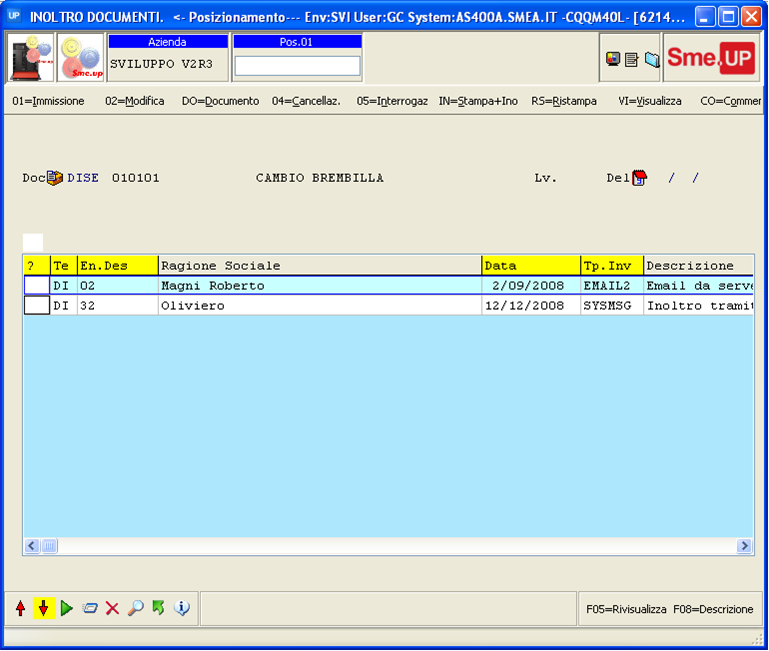 UP INOLTRO DOCUMENTI. <- Posizionamento--- Env:SVI User:GC System:AS400A.SMEA.IT -CQQM40L- [6214...
Sme.up
Azienda
SVILUPPO V2R3
Pos.01
Sme.UP
01=Immissione 02=Modifica DO=Documento 04=Cancellaz. 05=Interrogaz IN=Stampa+Ino RS=Ristampa VI=Visualizza CO=Commer
Doc DISE 010101 CAMBIO BREMBILLA Lv. Del / /
? Te En.Des Ragione Sociale Data Tp.Inv Descrizione
DI 02 Magni Roberto 2/09/2008 EMAIL2 Email da serve
DI 32 Oliviero 12/12/2008 SYSMSG Inoltro tramit
F05=Rivisualizza F08=Descrizione